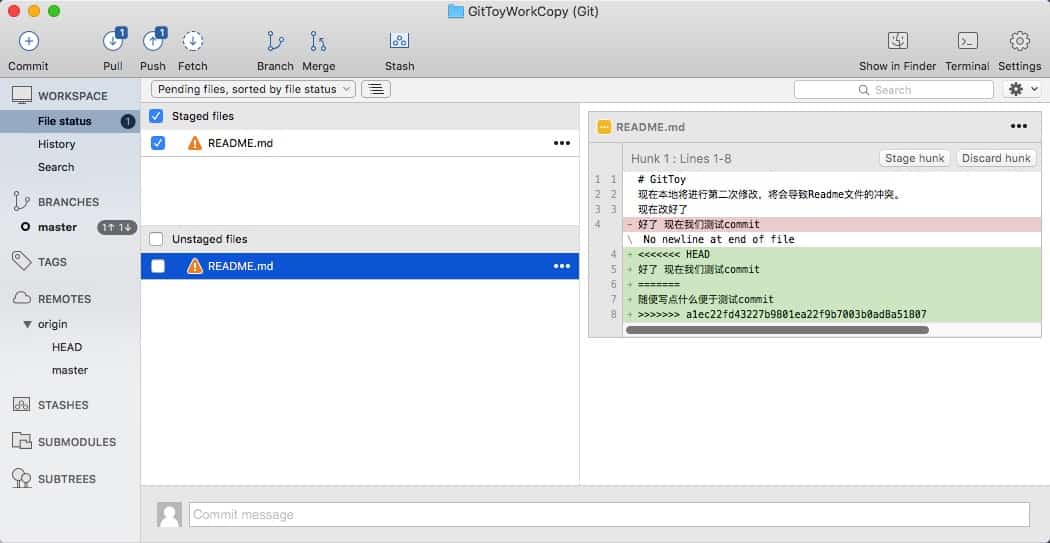 GitToyWorkCopy (Git)
1
1
Commit
Pull
Push
Fetch
Branch
Merge
Stash
Show in Finder
Terminal
Settings
WORKSPACE
File status
1
History
Search
BRANCHES
master
1↑ 1↓
TAGS
REMOTES
origin
HEAD
master
STASHES
SUBMODULES
SUBTREES
Pending files, sorted by file status
Search
Staged files
README.md
Unstaged files
README.md
README.md
Hunk 1 : Lines 1-8
Stage hunk
Discard hunk
1 1 # GitToy
2 2 现在本地将进行第二次修改，将会导致Readme文件的冲突。
3 3 现在改好了
4 - 好了 现在我们测试commit
\ No newline at end of file
4 + <<<<<<< HEAD
5 + 好了 现在我们测试commit
6 + =======
7 + 随便写点什么便于测试commit
8 + >>>>>>> a1ec22fd43227b9801ea22f9b7003b0ad8a51807
Commit message